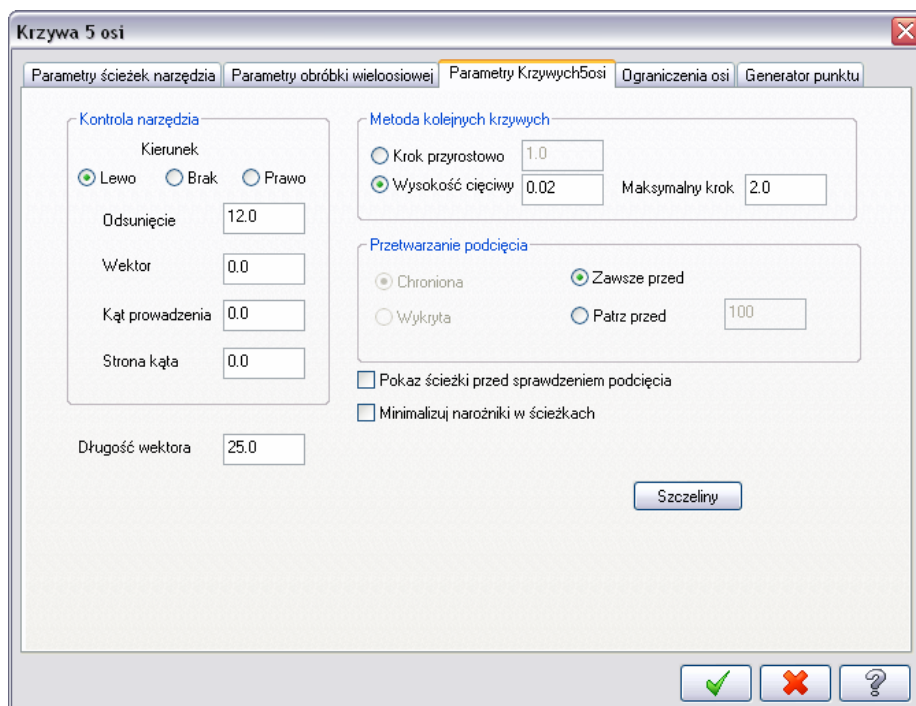 Krzywa 5 osi
Parametry ścieżek narzędzia
Parametry obróbki wieloosiowej
Parametry Krzywych5osi
Ograniczenia osi
Generator punktu
Kontrola narzędzia
Kierunek
Lewo
Brak
Prawo
Odsunięcie
12.0
Wektor
0.0
Kąt prowadzenia
0.0
Strona kąta
0.0
Długość wektora
25.0
Metoda kolejnych krzywych
Krok przyrostowo
1.0
Wysokość cięciwy
0.02
Maksymalny krok
2.0
Przetwarzanie podcięcia
Chroniona
Zawsze przed
Wykryta
Patrz przed
100
Pokaz ścieżki przed sprawdzeniem podcięcia
Minimalizuj narożniki w ścieżkach
Szczeliny